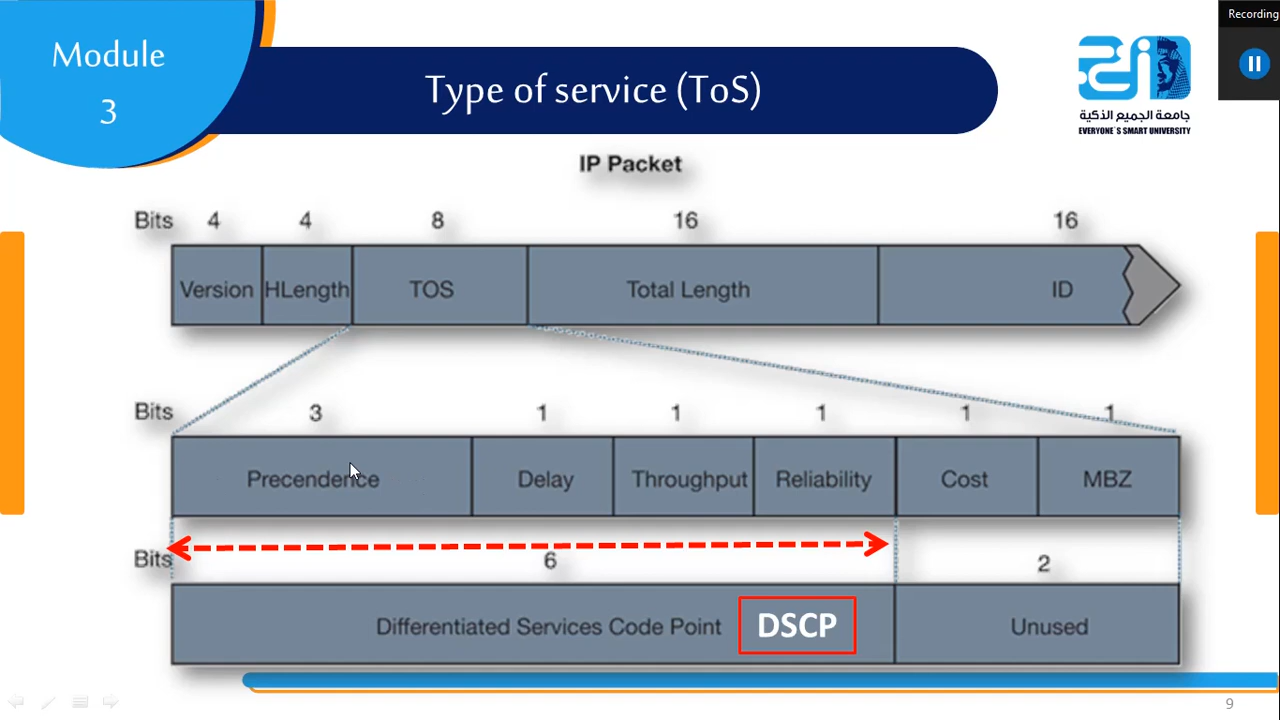 Recording
Module
3
Type of service (ToS)
جامعة الجميع الذكية
EVERYONE`S SMART UNIVERSITY
IP Packet
Bits 4 4 8 16 16
Version HLength TOS Total Length ID
Bits 3 1 1 1 1 1
Precendence Delay Throughput Reliability Cost MBZ
Bits 6 2
Differentiated Services Code Point DSCP Unused
9